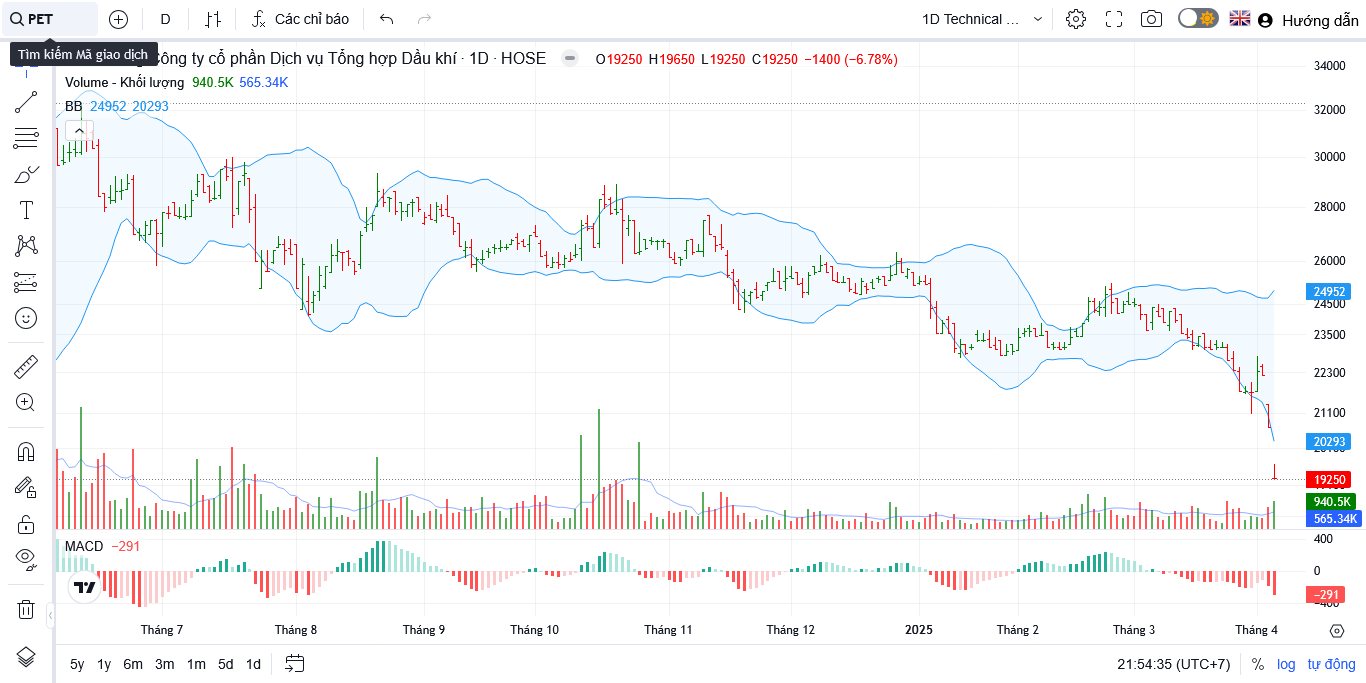 PET
D
Các chỉ báo
1D Technical ...
Hướng dẫn
Tìm kiếm Mã giao dịch
Công ty cổ phần Dịch vụ Tổng hợp Dầu khí · 1D · HOSE
O19250 H19650 L19250 C19250 −1400 (−6.78%)
Volume - Khối lượng 940.5K 565.34K
BB 24952 20293
34000
32000
30000
28000
26000
24952
24500
23500
22300
21100
20293
19250
940.5K
565.34K
MACD −291
400
0
−291
Tháng 7
Tháng 8
Tháng 9
Tháng 10
Tháng 11
Tháng 12
2025
Tháng 2
Tháng 3
Tháng 4
5y 1y 6m 3m 1m 5d 1d
21:54:35 (UTC+7)
% log tự động